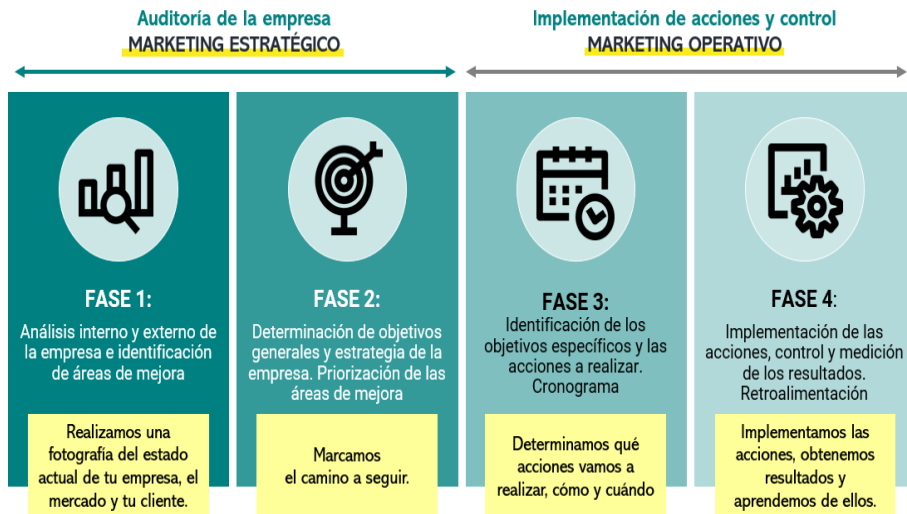 Auditoría de la empresa
MARKETING ESTRATÉGICO
Implementación de acciones y control
MARKETING OPERATIVO
FASE 1:
Análisis interno y externo de
la empresa e identificación
de áreas de mejora
Realizamos una
fotografía del estado
actual de tu empresa, el
mercado y tu cliente.
FASE 2:
Determinación de objetivos
generales y estrategia de la
empresa. Priorización de las
áreas de mejora
Marcamos
el camino a seguir.
FASE 3:
Identificación de los
objetivos específicos y las
acciones a realizar.
Cronograma
Determinamos qué
acciones vamos a
realizar, cómo y cuándo
FASE 4:
Implementación de las
acciones, control y medición
de los resultados.
Retroalimentación
Implementamos las
acciones, obtenemos
resultados y
aprendemos de ellos.